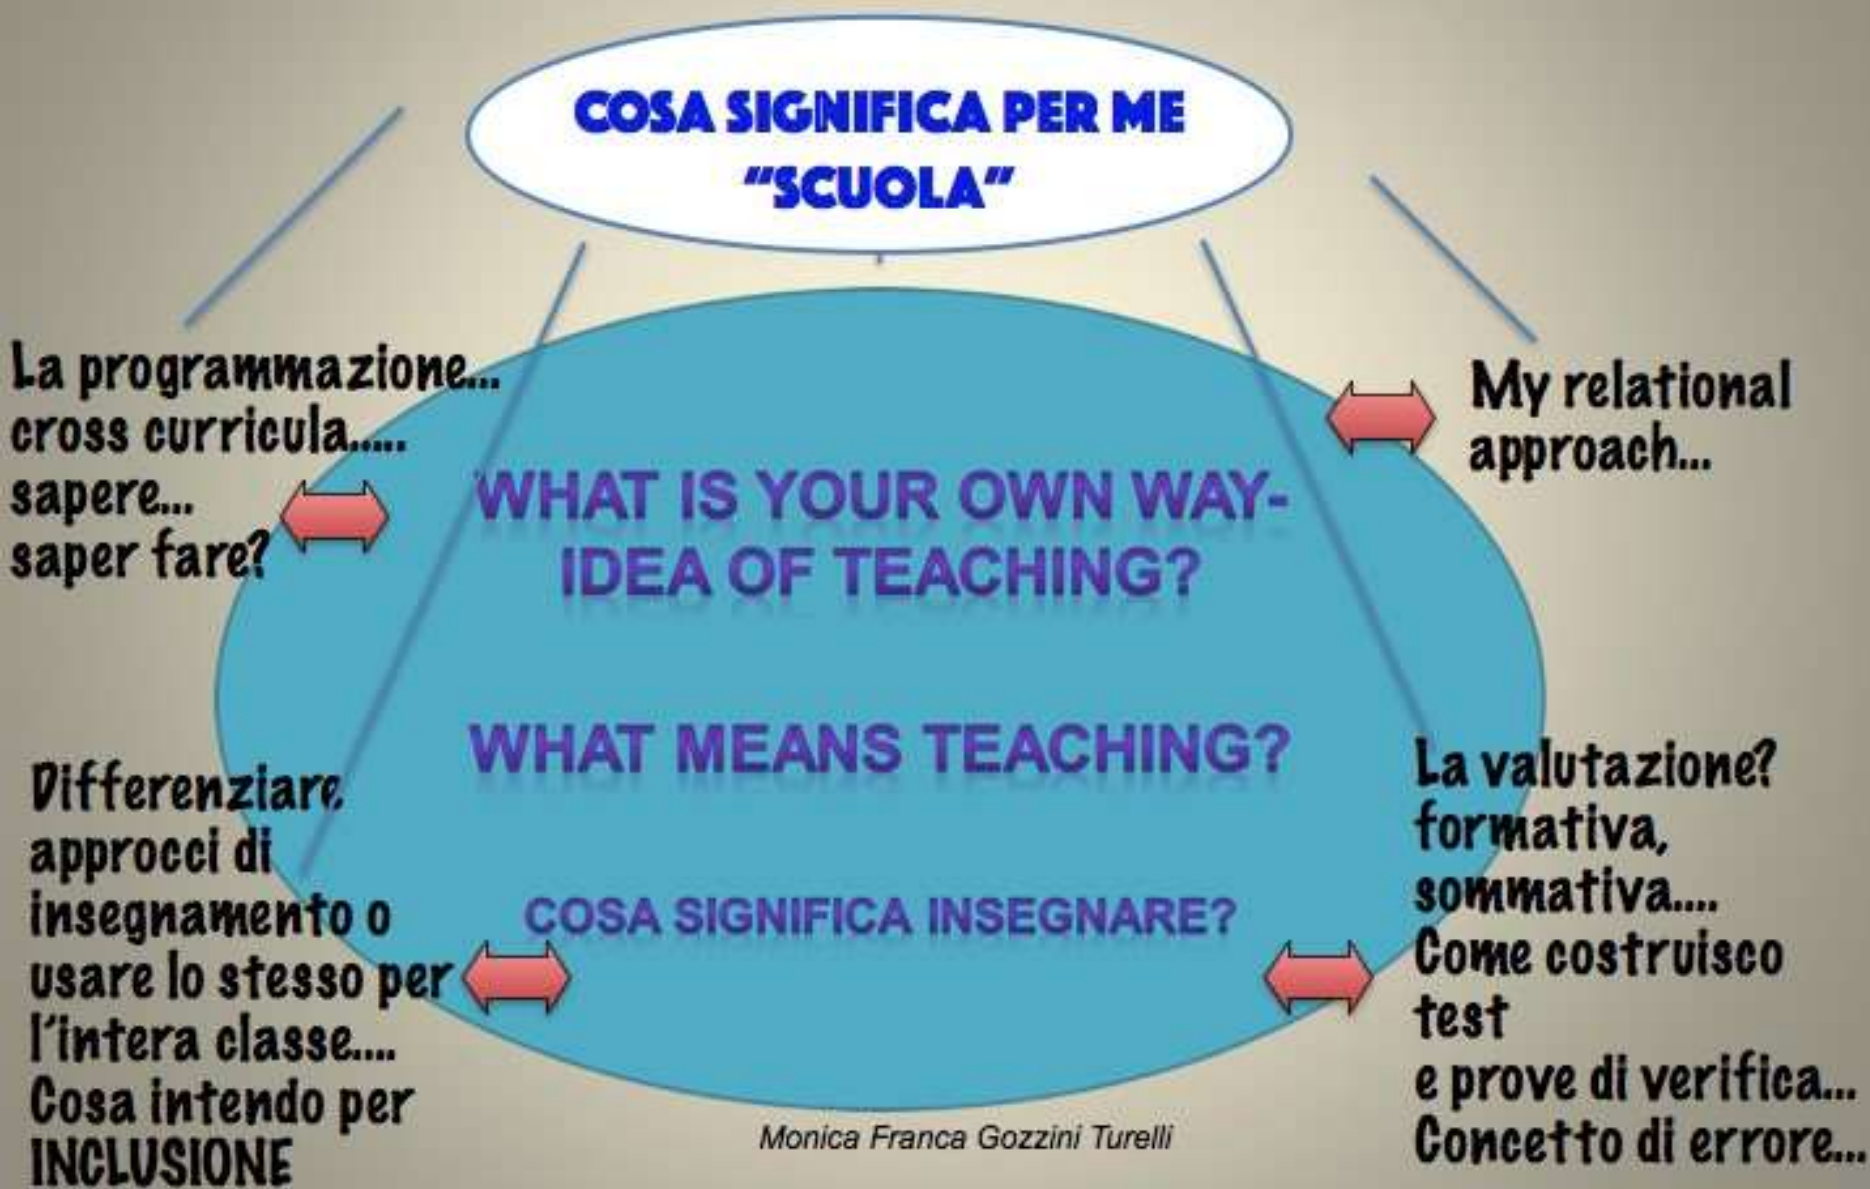 COSA SIGNIFICA PER ME
"SCUOLA"
La programmazione...
cross curricula.....
sapere...
saper fare?
My relational
approach...
WHAT IS YOUR OWN WAY-
IDEA OF TEACHING?
WHAT MEANS TEACHING?
COSA SIGNIFICA INSEGNARE?
Differenziare
approcci di
insegnamento o
usare lo stesso per
l'intera classe....
Cosa intendo per
INCLUSIONE
La valutazione?
formativa,
sommativa....
Come costruisco
test
e prove di verifica...
Concetto di errore...
Monica Franca Gozzini Turelli